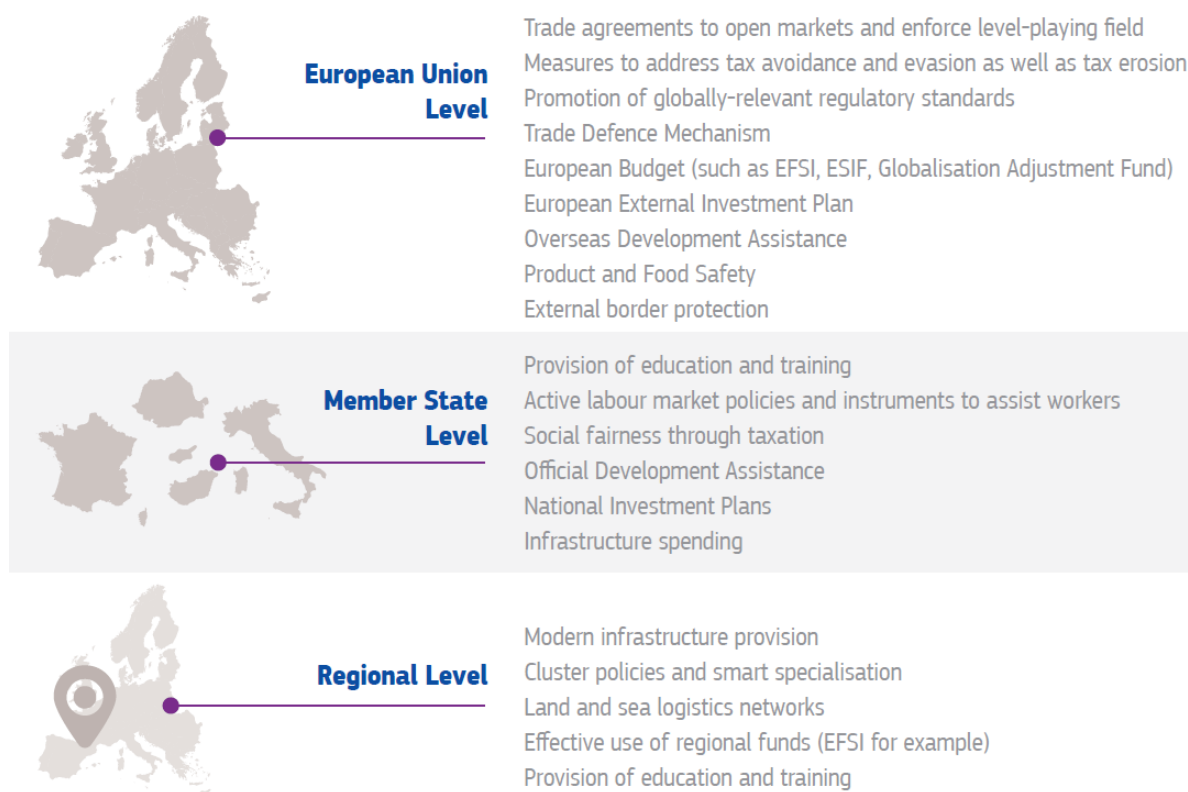 European Union
Level
Trade agreements to open markets and enforce level-playing field
Measures to address tax avoidance and evasion as well as tax erosion
Promotion of globally-relevant regulatory standards
Trade Defence Mechanism
European Budget (such as EFSI, ESIF, Globalisation Adjustment Fund)
European External Investment Plan
Overseas Development Assistance
Product and Food Safety
External border protection
Member State
Level
Provision of education and training
Active labour market policies and instruments to assist workers
Social fairness through taxation
Official Development Assistance
National Investment Plans
Infrastructure spending
Regional Level
Modern infrastructure provision
Cluster policies and smart specialisation
Land and sea logistics networks
Effective use of regional funds (EFSI for example)
Provision of education and training